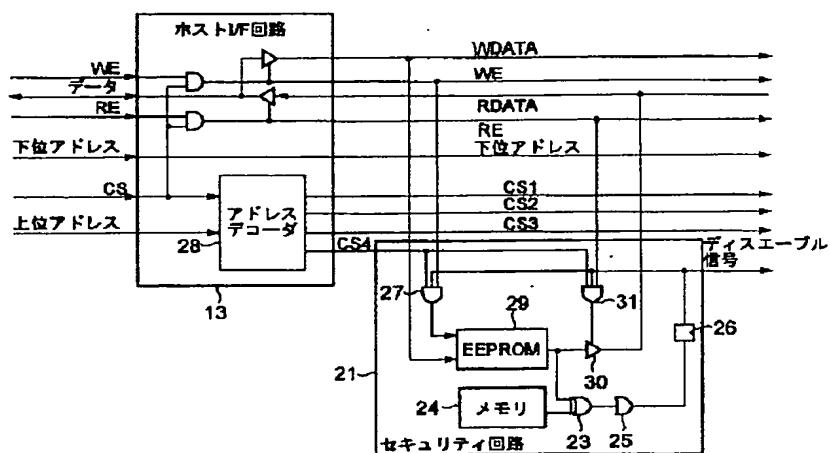 ホストI/F回路
WE
データ
RE
下位アドレス
CS
上位アドレス
アドレス
デコーダ
28
13
WDATA
WE
RDATA
RE
下位アドレス
CS1
CS2
CS3
CS4
ディスエーブル
信号
27
29
31
26
EEPROM
30
21
24
メモリ
23
25
セキュリティ回路